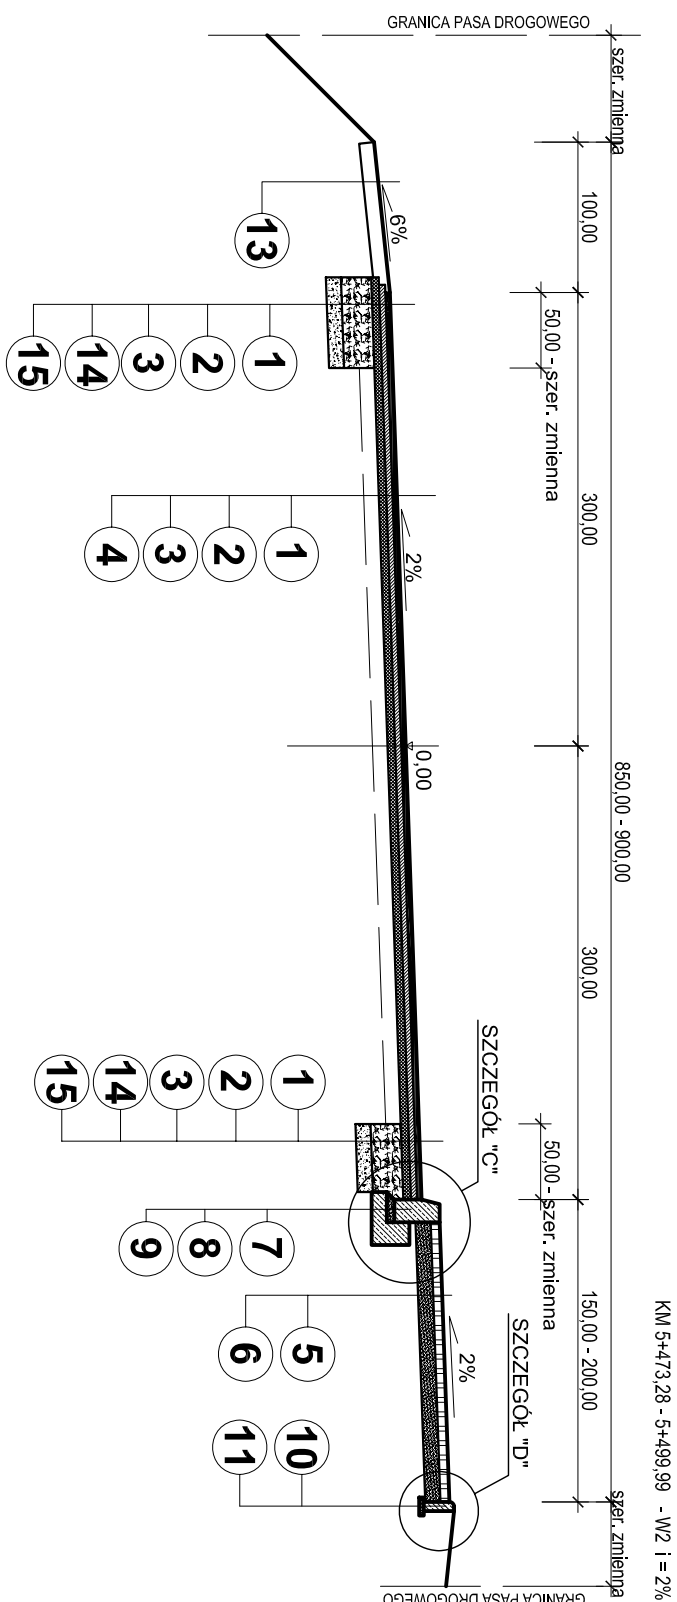 KM 5+473,28 - 5+499,99 - W2 i = 2%
GRANICA PASA DROGOWEGO
szer. zmienna
850,00 - 900,00
szer. zmienna
GRANICA PASA DROGOWEGO
100,00
300,00
300,00
150,00 - 200,00
50,00 - szer. zmienna
50,00 - szer. zmienna
SZCZEGÓŁ "C"
SZCZEGÓŁ "D"
6%
2%
0,00
2%
13
1
2
3
14
15
1
2
3
4
1
2
3
14
15
7
8
9
5
6
10
11